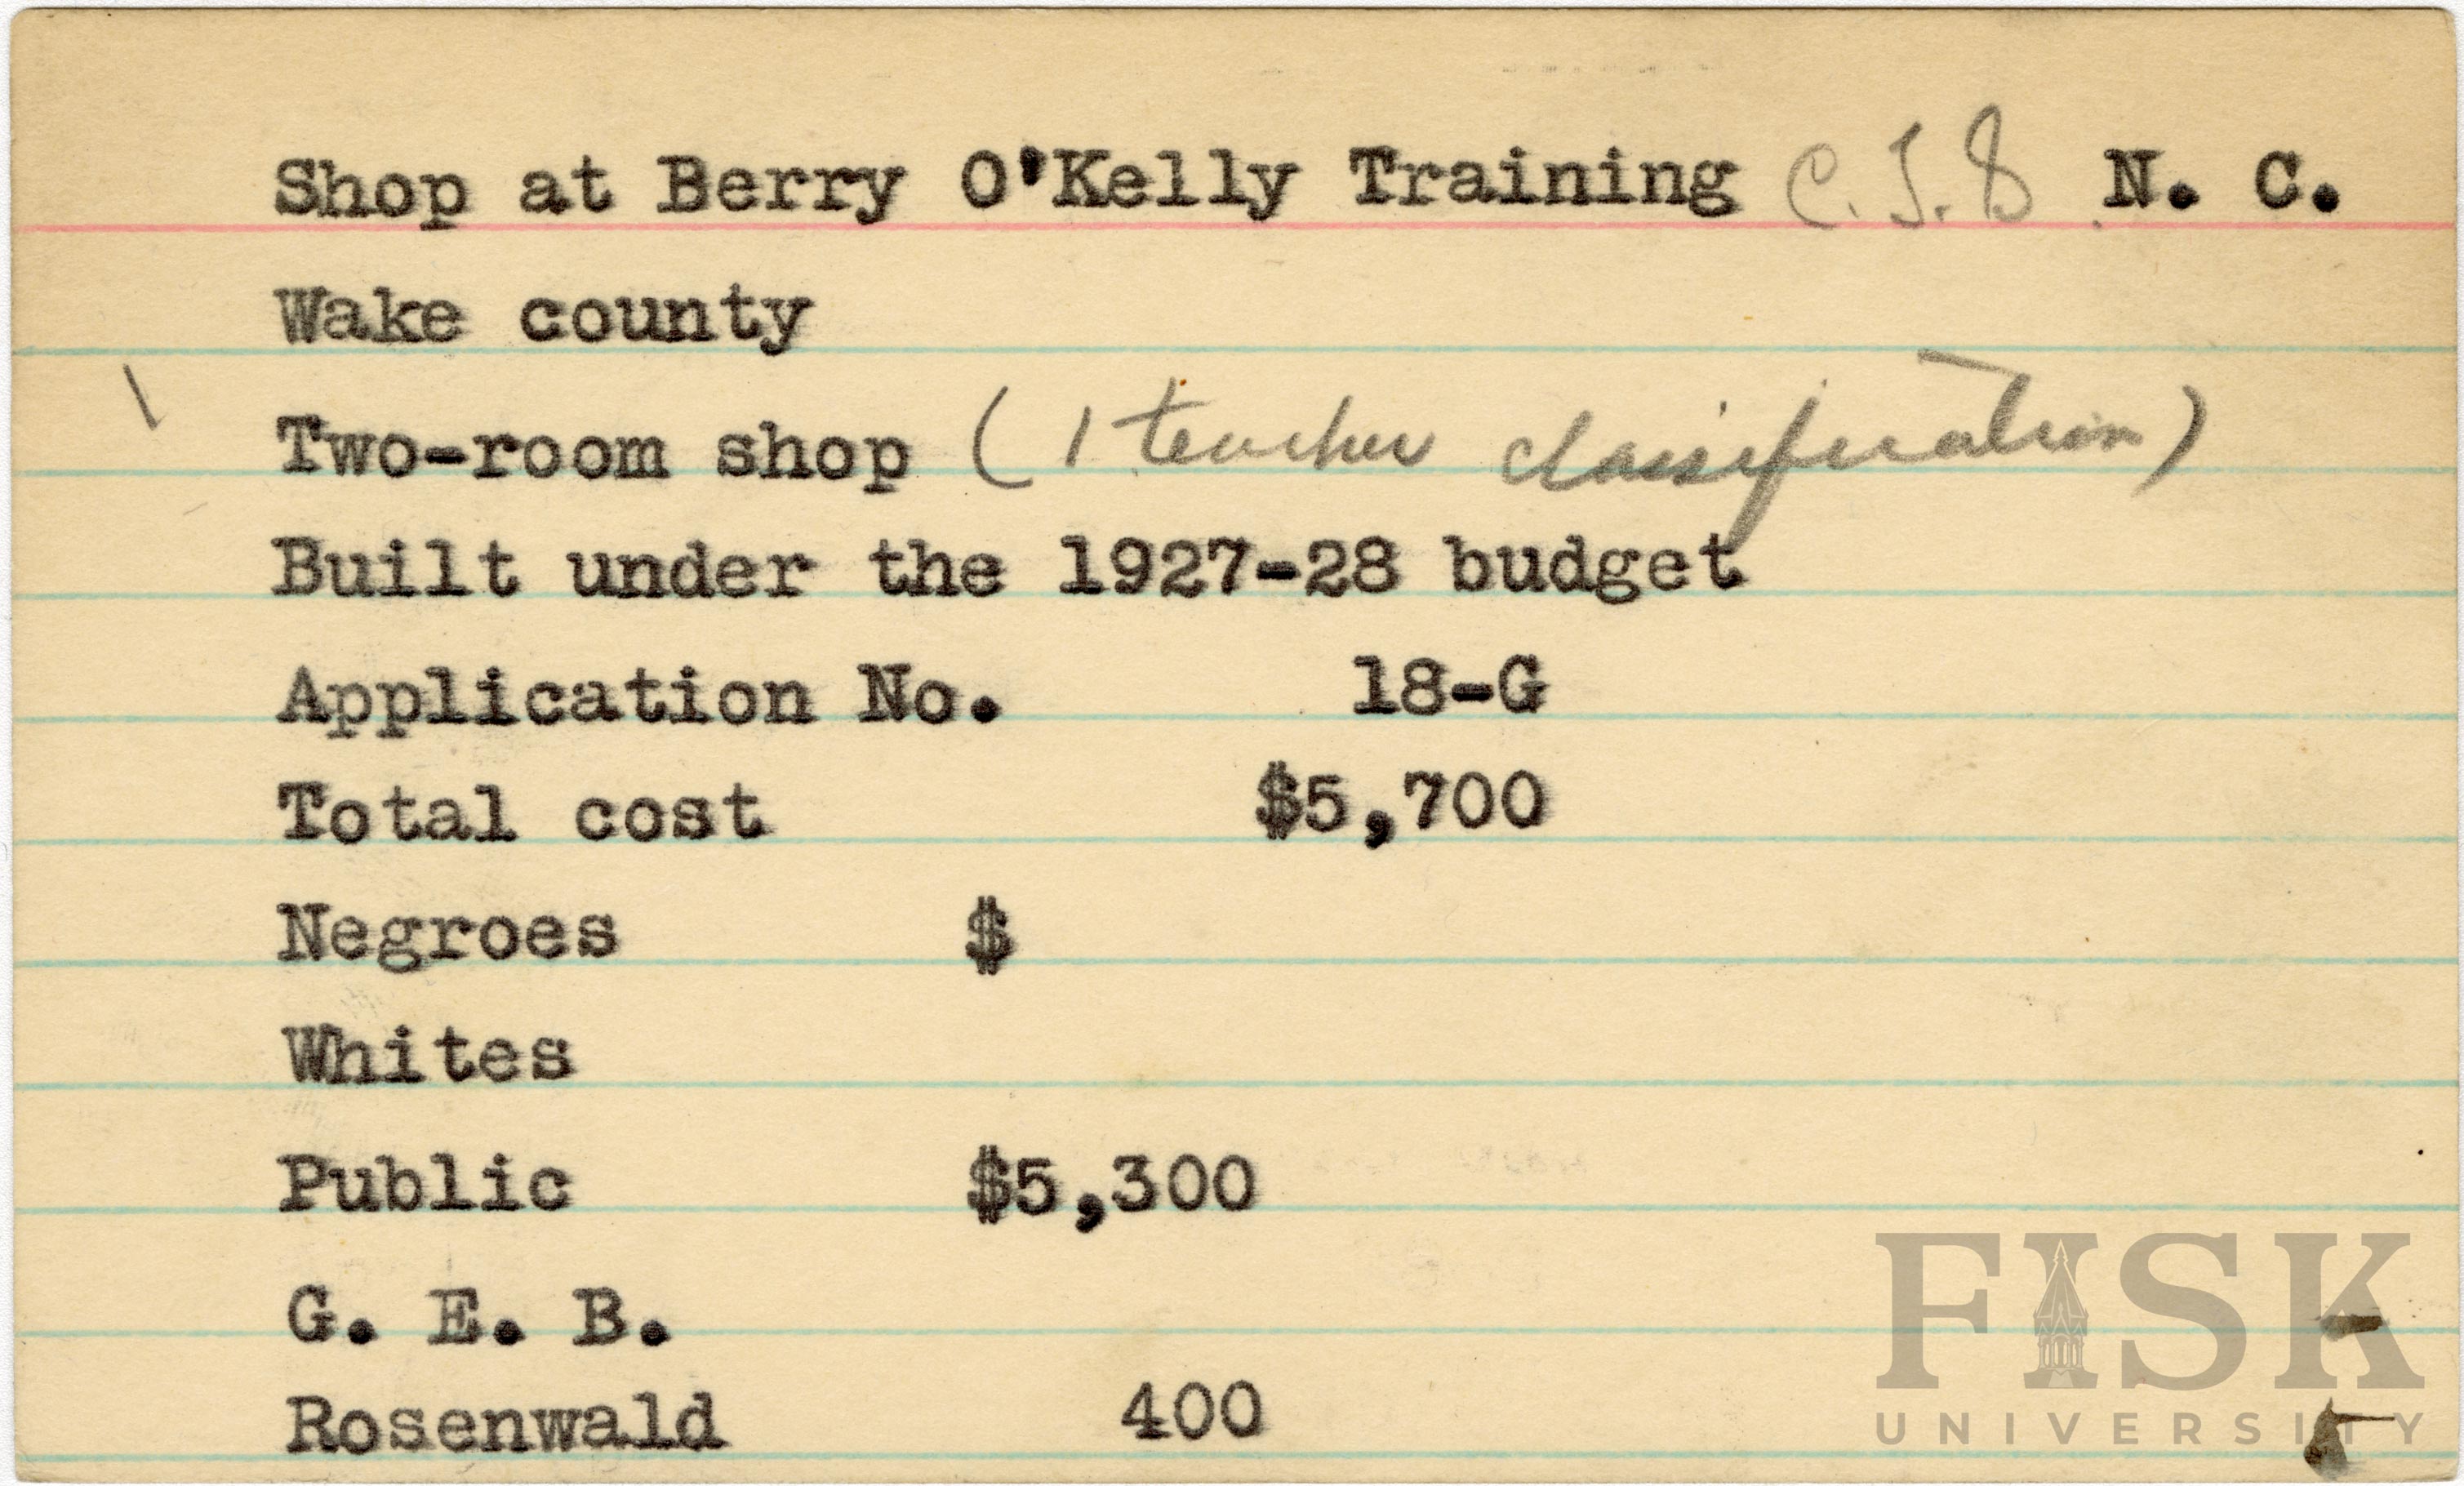 Shop at Berry O'Kelly Training C.T.S N. C.
Wake county
Two-room shop (1 teacher classification)
Built under the 1927-28 budget
Application No. 18-G
Total cost $5,700
Negroes $
Whites
Public $5,300
G. E. B.
Rosenwald 400
FISK
UNIVERSITY